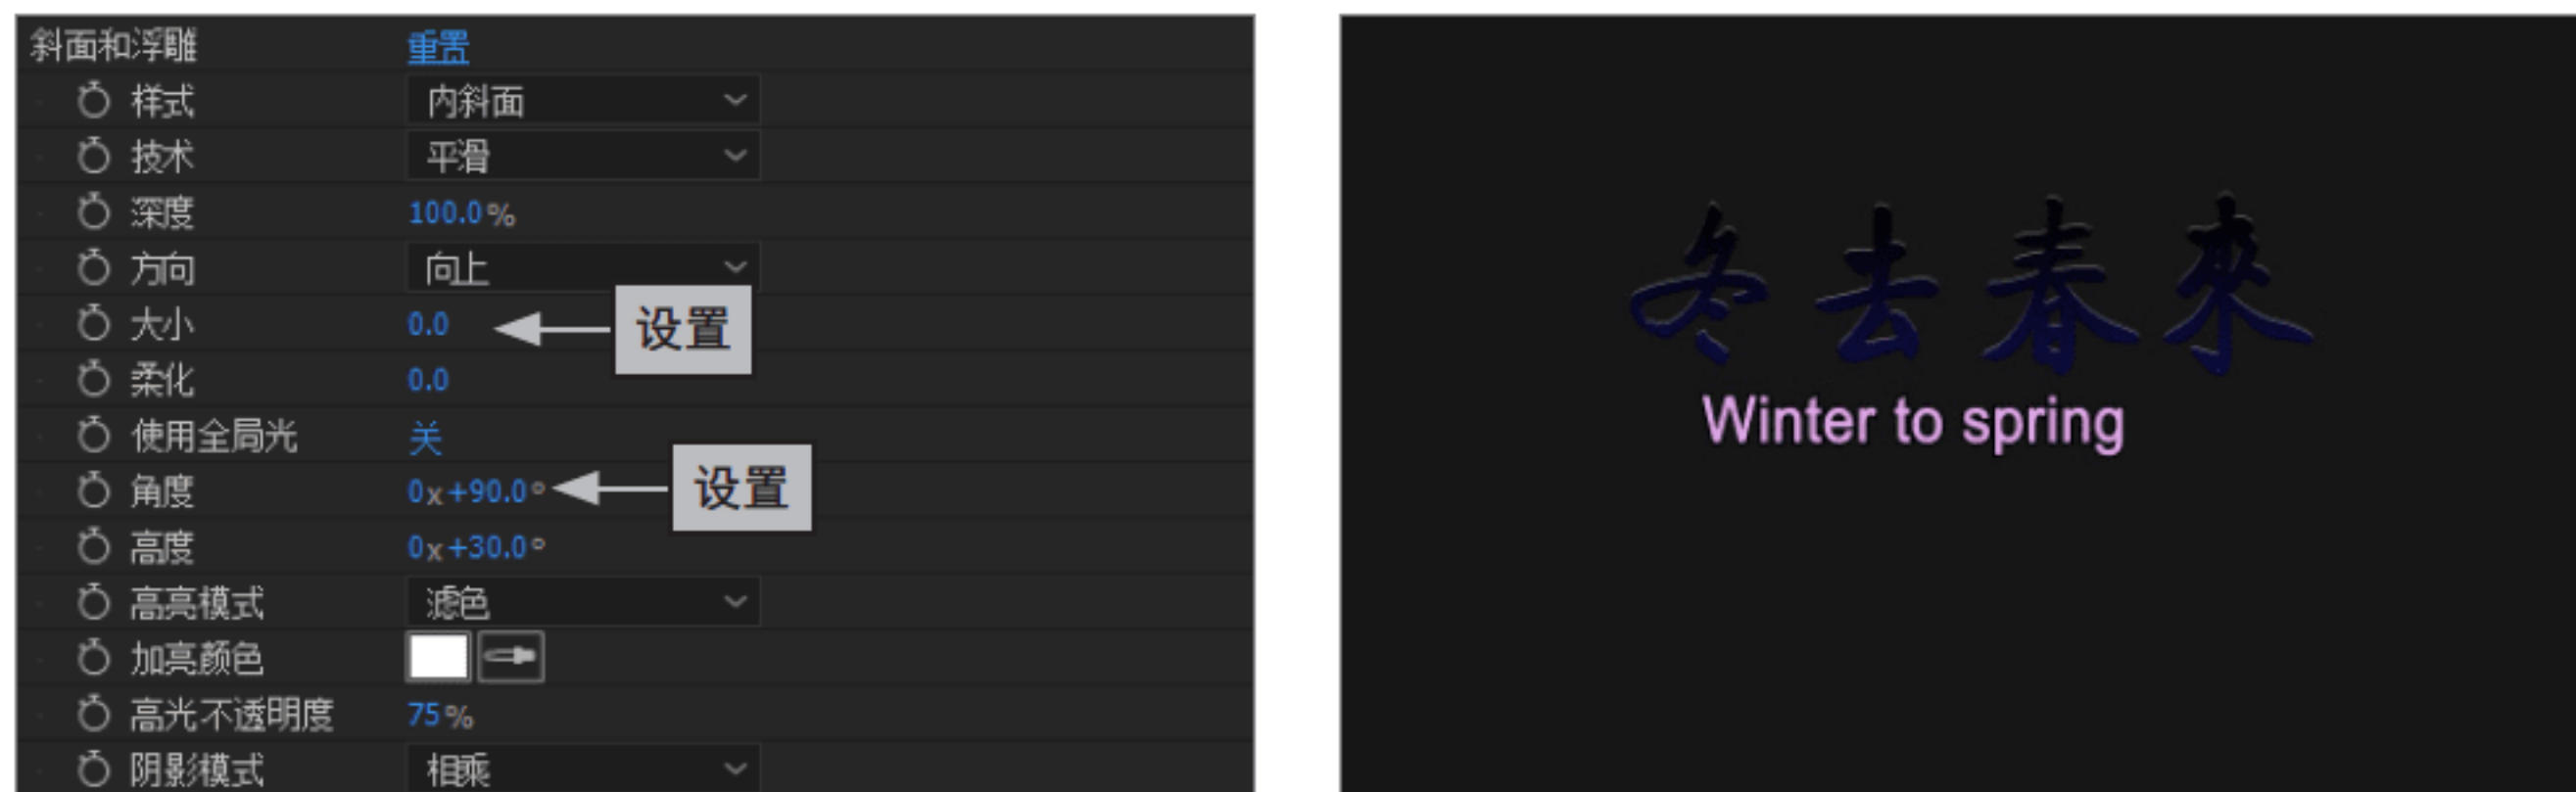 斜面和浮雕 重置
样式 内斜面
技术 平滑
深度 100.0%
方向 向上
大小 0.0 设置
柔化 0.0
使用全局光 关
角度 0x+90.0° 设置
高度 0x+30.0°
高亮模式 滤色
加亮颜色
高光不透明度 75%
阴影模式 相乘
冬去春來
Winter to spring